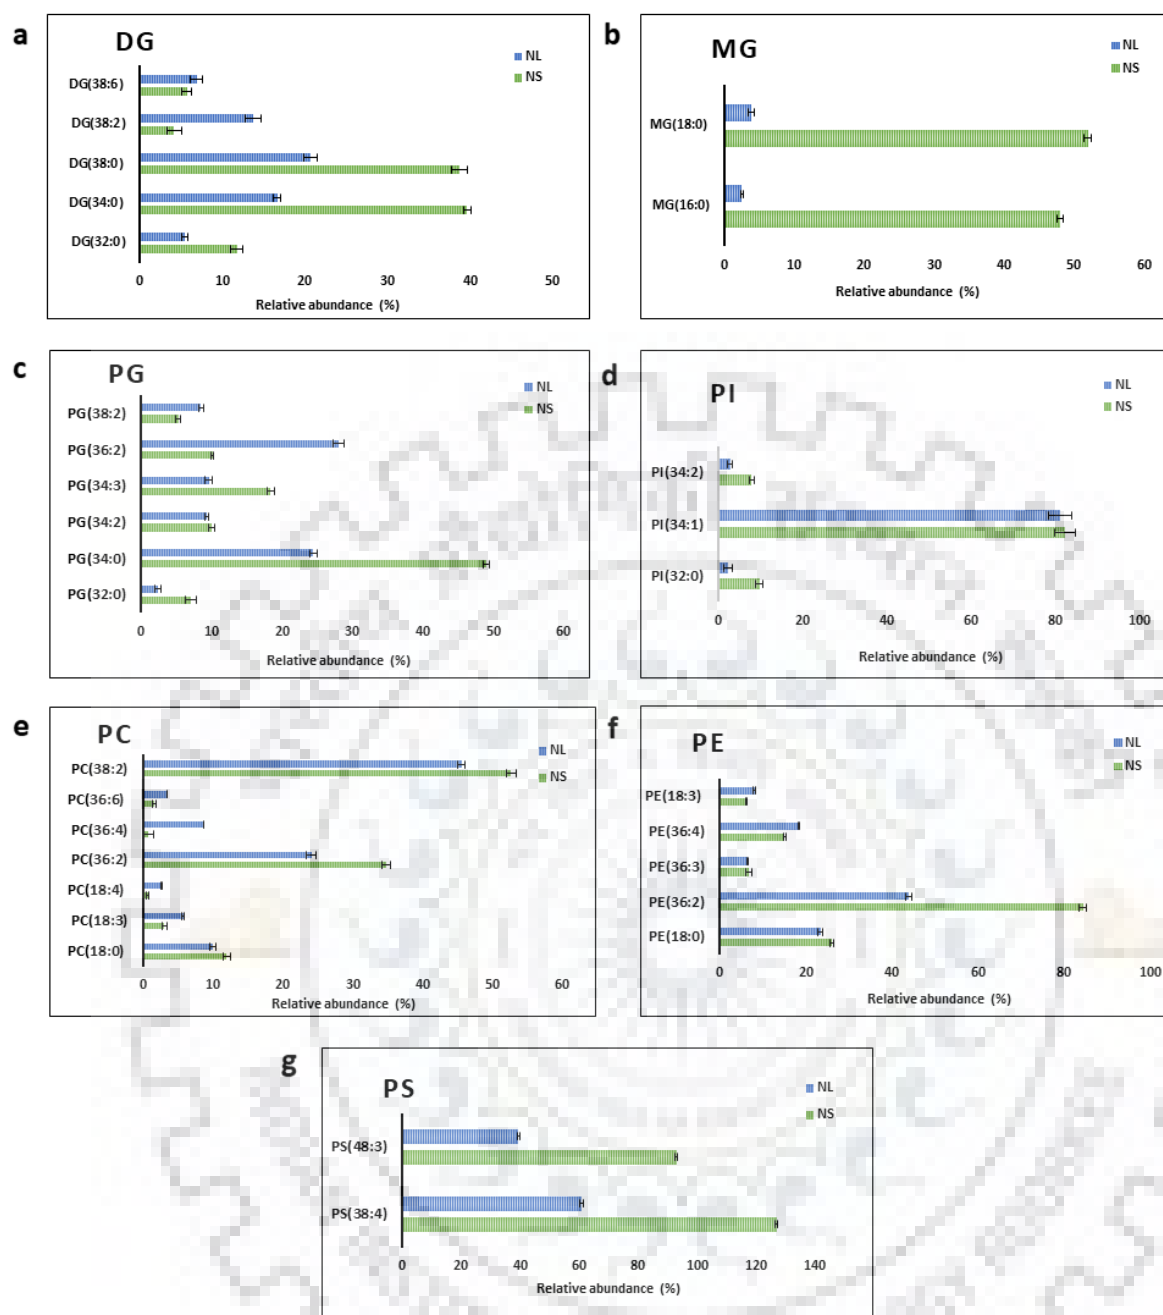 a
DG
NL
NS
DG(38:6)
DG(38:2)
DG(38:0)
DG(34:0)
DG(32:0)
0 10 20 30 40 50
Relative abundance (%)
b
MG
NL
NS
MG(18:0)
MG(16:0)
0 10 20 30 40 50 60
Relative abundance (%)
c
PG
NL
NS
PG(38:2)
PG(36:2)
PG(34:3)
PG(34:2)
PG(34:0)
PG(32:0)
0 10 20 30 40 50 60
Relative abundance (%)
d
PI
NL
NS
PI(34:2)
PI(34:1)
PI(32:0)
0 20 40 60 80 100
Relative abundance (%)
e
PC
NL
NS
PC(38:2)
PC(36:6)
PC(36:4)
PC(36:2)
PC(18:4)
PC(18:3)
PC(18:0)
0 10 20 30 40 50 60
Relative abundance (%)
f
PE
NL
NS
PE(18:3)
PE(36:4)
PE(36:3)
PE(36:2)
PE(18:0)
0 20 40 60 80 100
Relative abundance (%)
g
PS
NL
NS
PS(48:3)
PS(38:4)
0 20 40 60 80 100 120 140
Relative abundance (%)